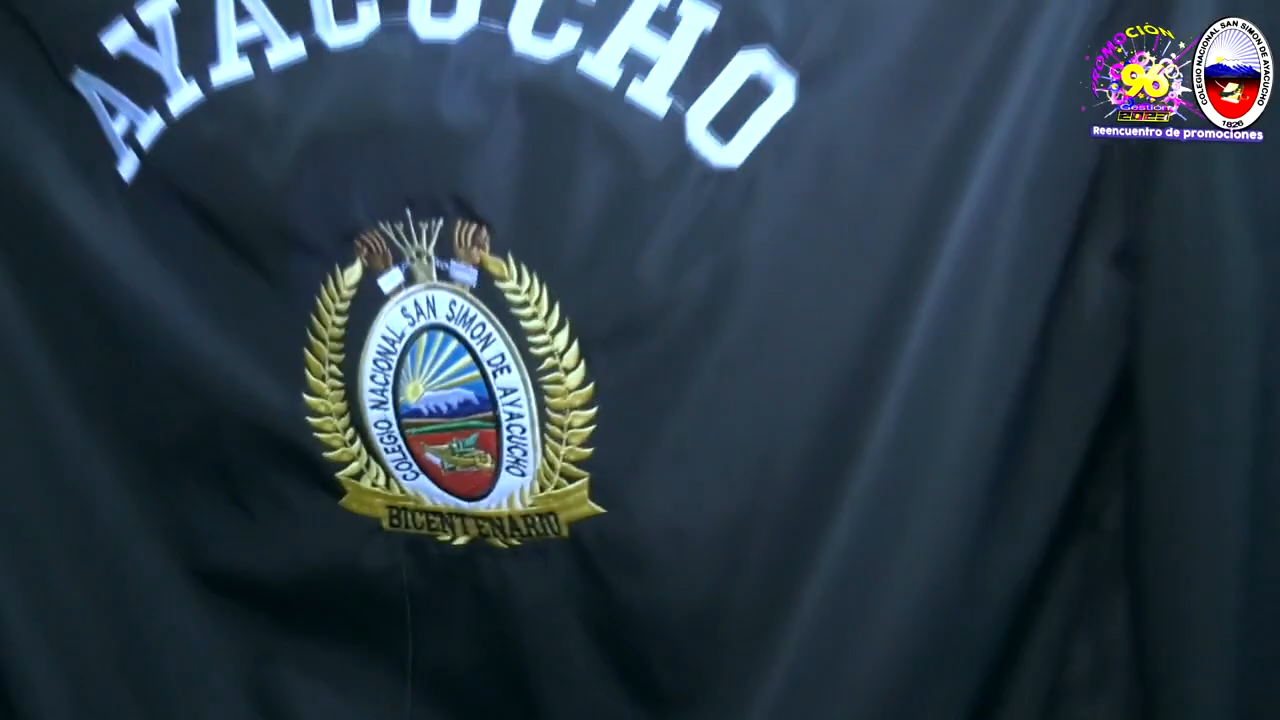 AYACUCHO
COLEGIO NACIONAL SAN SIMON DE AYACUCHO
BICENTENARIO
PROMOCIÓN
96
Gestión
2023
Reencuentro de promociones
COLEGIO NACIONAL SAN SIMON DE AYACUCHO
1826